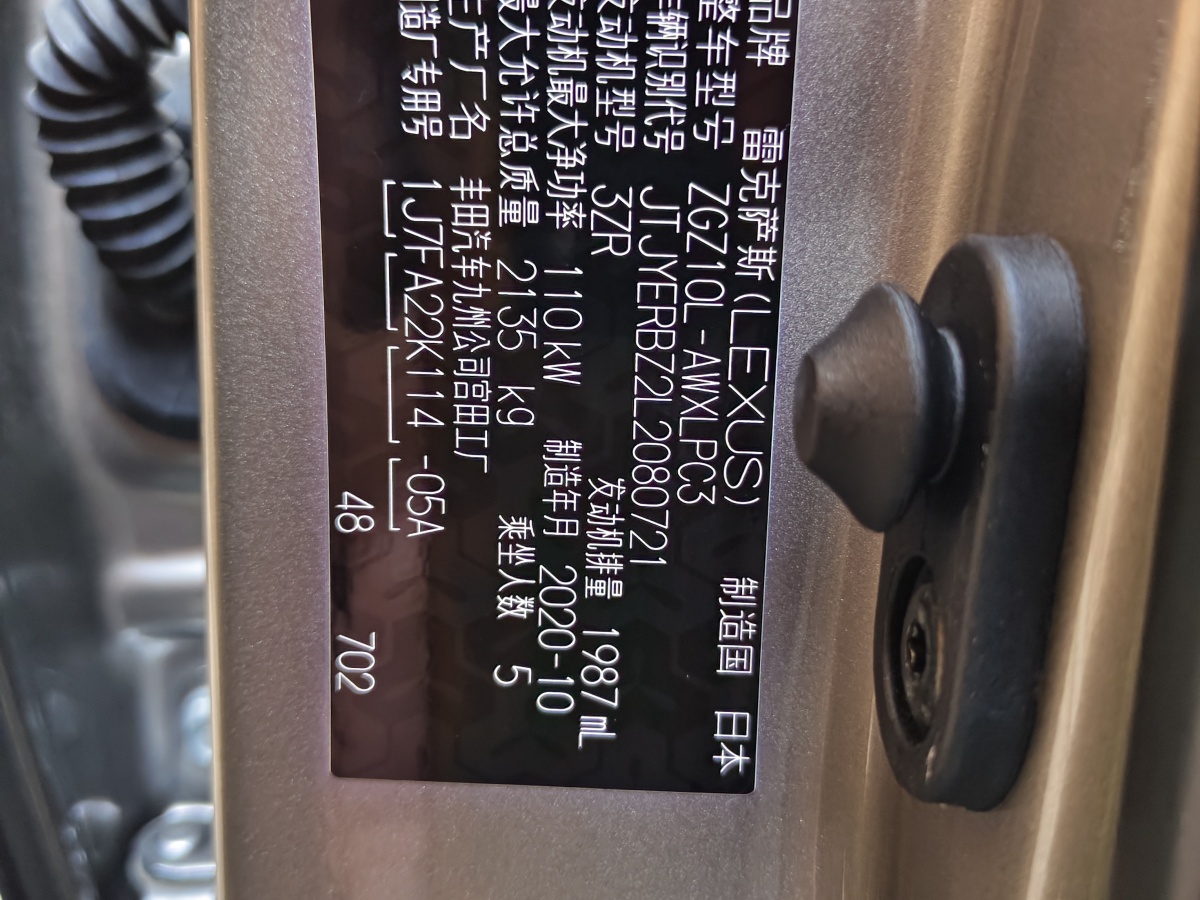 品牌 雷克萨斯(LEXUS) 制造国 日本
整车型号 ZGZ10L-AWXLPC3
车辆识别代号 JTJYERBZ2L2080721
发动机型号 3ZR 发动机排量 1987 mL
发动机最大净功率 110 kW 制造年月 2020-10
最大允许总质量 2135 kg 乘坐人数 5
生产厂名 丰田汽车九州公司宫田工厂
制造厂专用号 1J7FA22K114 -05A
48 702